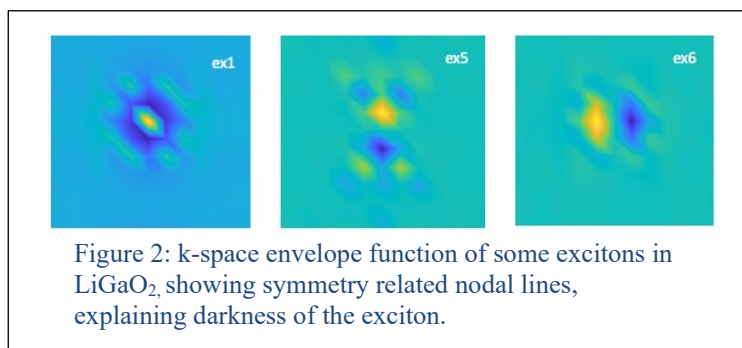 ex1
ex5
ex6
Figure 2: k-space envelope function of some excitons in
LiGaO₂, showing symmetry related nodal lines,
explaining darkness of the exciton.